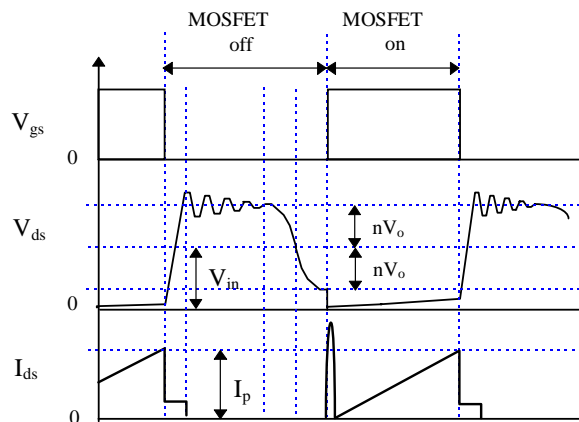 MOSFET
off
MOSFET
on
Vgs
0
Vds
nVo
nVo
Vin
0
Ids
Ip
0